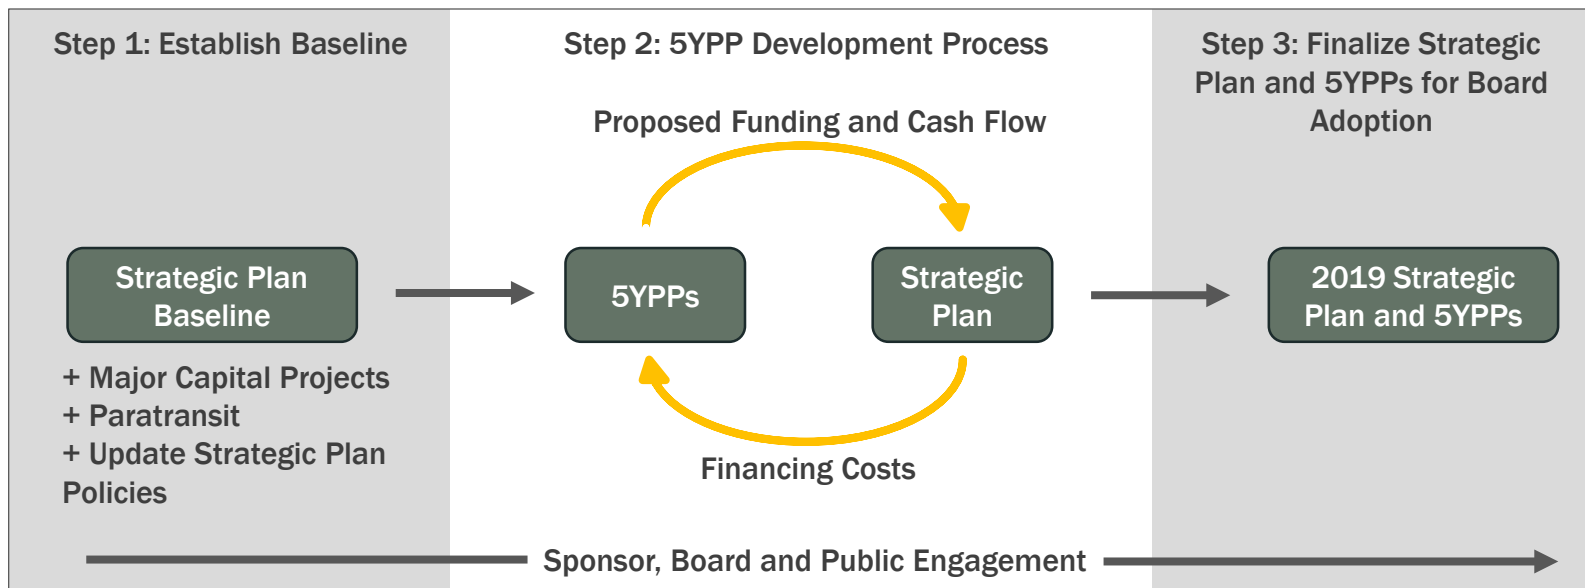 Step 1: Establish Baseline
Strategic Plan
Baseline
+ Major Capital Projects
+ Paratransit
+ Update Strategic Plan
Policies
Step 2: 5YPP Development Process
Proposed Funding and Cash Flow
5YPPs
Strategic
Plan
Financing Costs
Step 3: Finalize Strategic
Plan and 5YPPs for Board
Adoption
2019 Strategic
Plan and 5YPPs
Sponsor, Board and Public Engagement